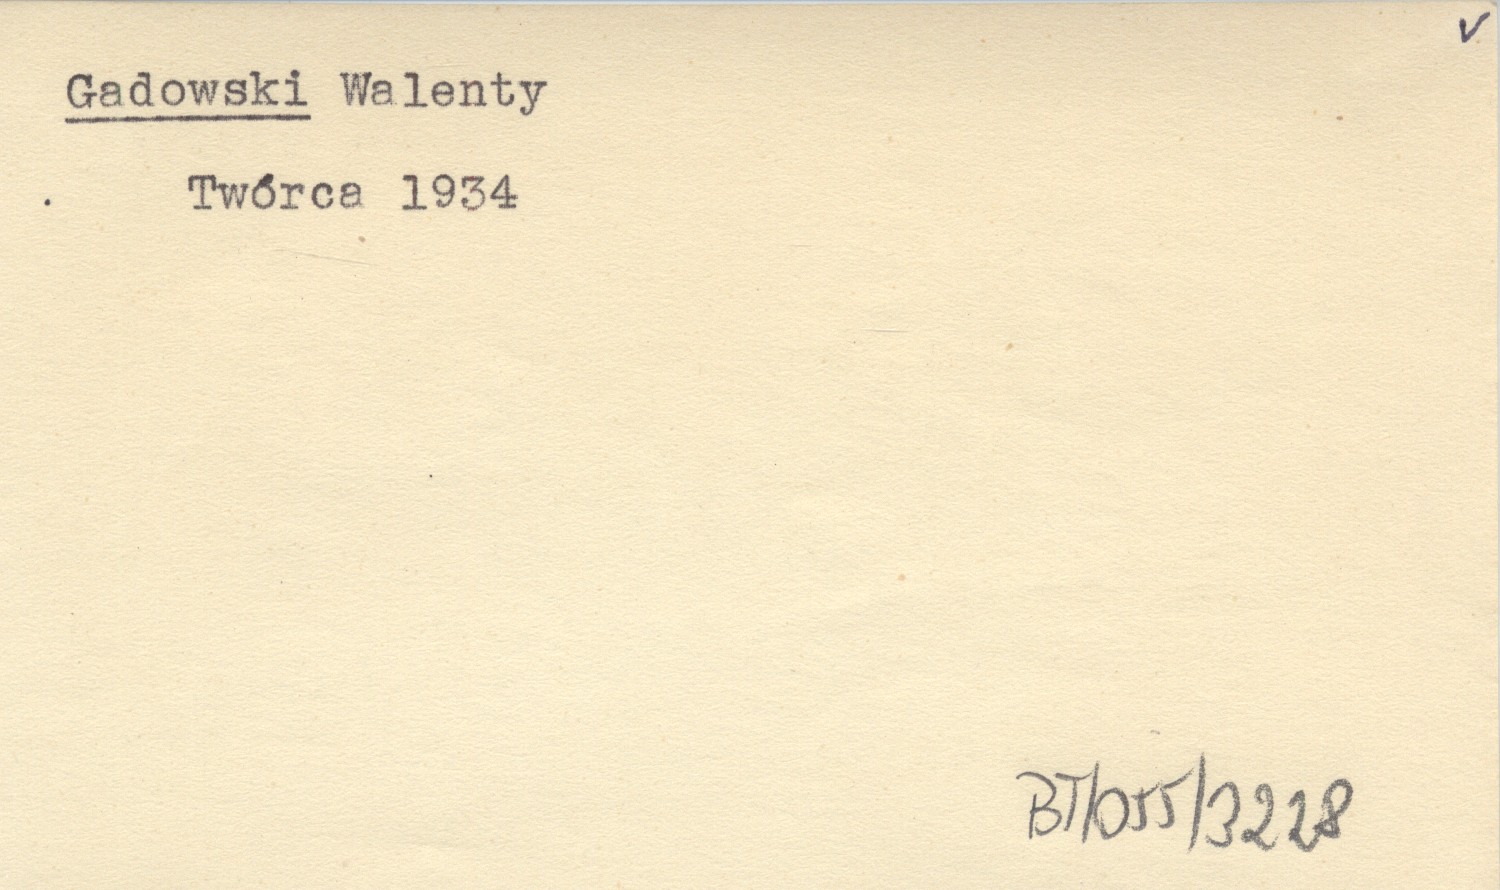 Gadowski Walenty
Twórca 1934
BT/055/3228